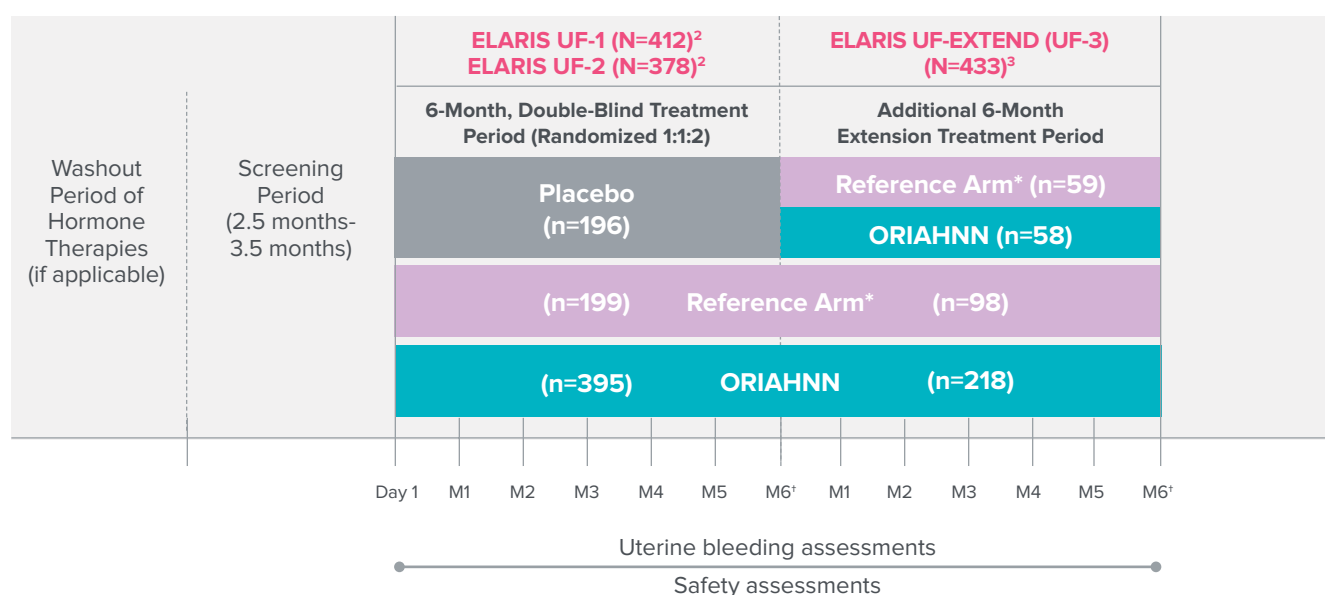 ELARIS UF-1 (N=412)²
ELARIS UF-2 (N=378)²
ELARIS UF-EXTEND (UF-3)
(N=433)³
6-Month, Double-Blind Treatment
Period (Randomized 1:1:2)
Additional 6-Month
Extension Treatment Period
Washout
Period of
Hormone
Therapies
(if applicable)
Screening
Period
(2.5 months-
3.5 months)
Placebo
(n=196)
Reference Arm* (n=59)
ORIAHNN (n=58)
(n=199) Reference Arm* (n=98)
(n=395) ORIAHNN (n=218)
Day 1 M1 M2 M3 M4 M5 M6† M1 M2 M3 M4 M5 M6†
Uterine bleeding assessments
Safety assessments